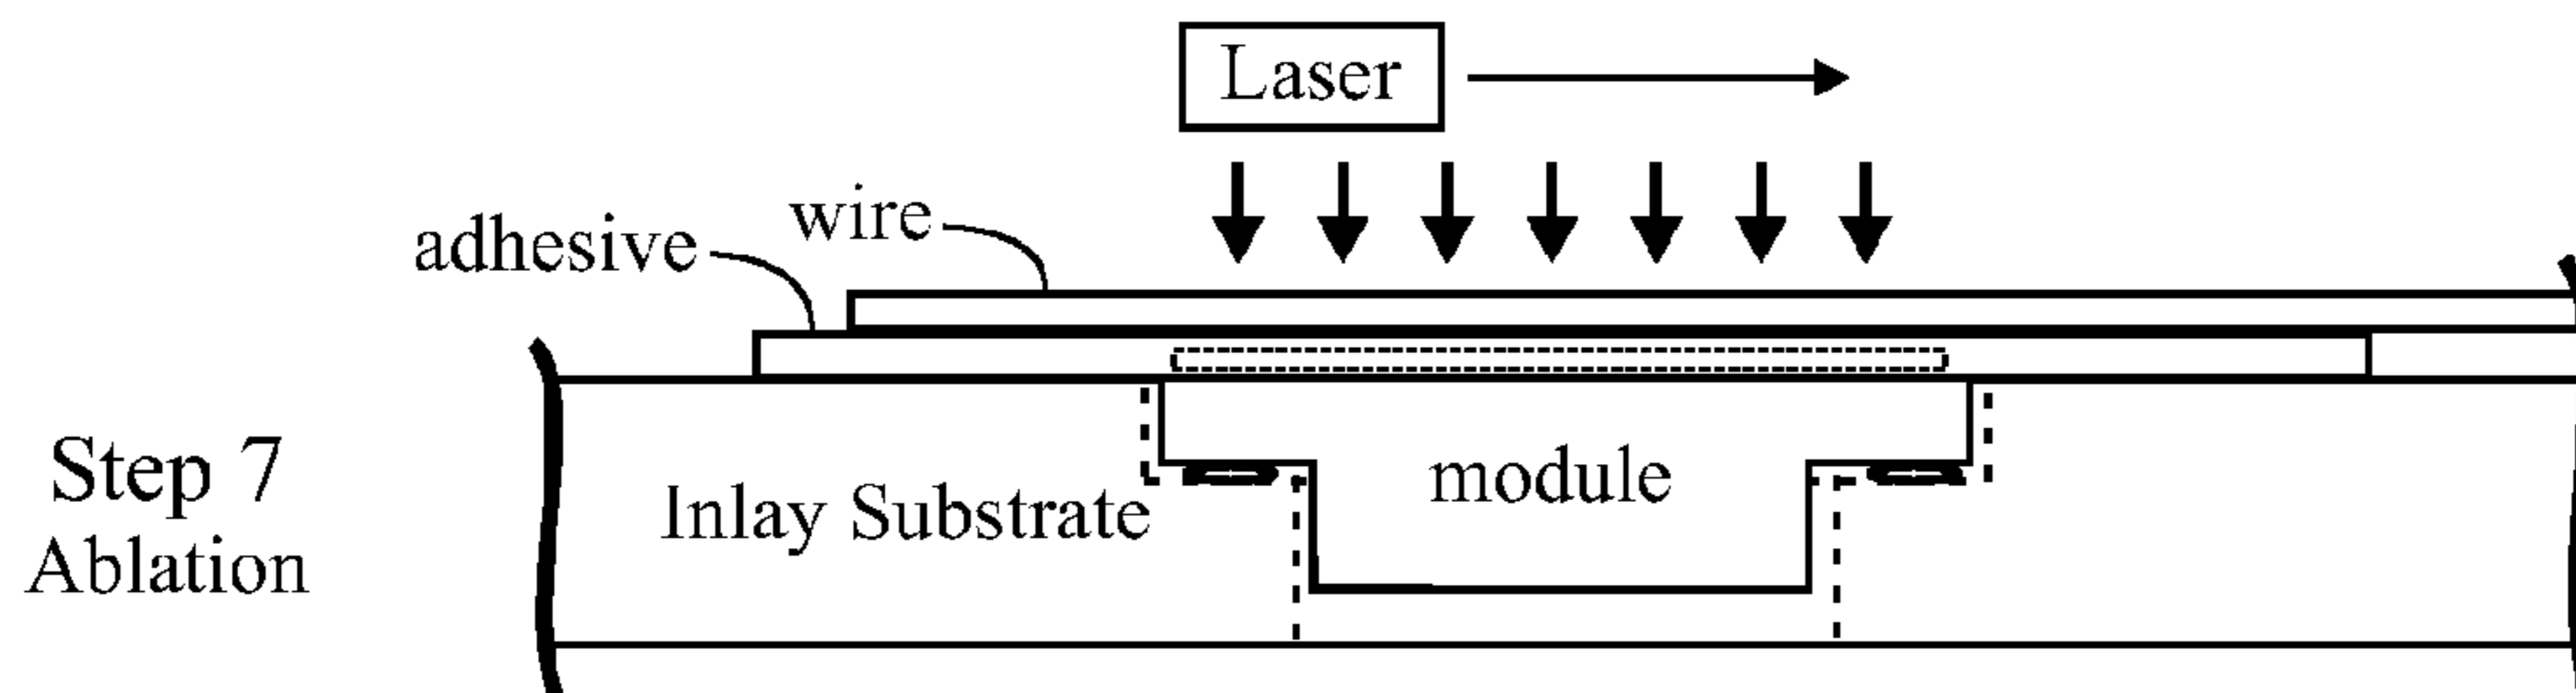 Laser
wire
adhesive
module
Inlay Substrate
Step 7
Ablation